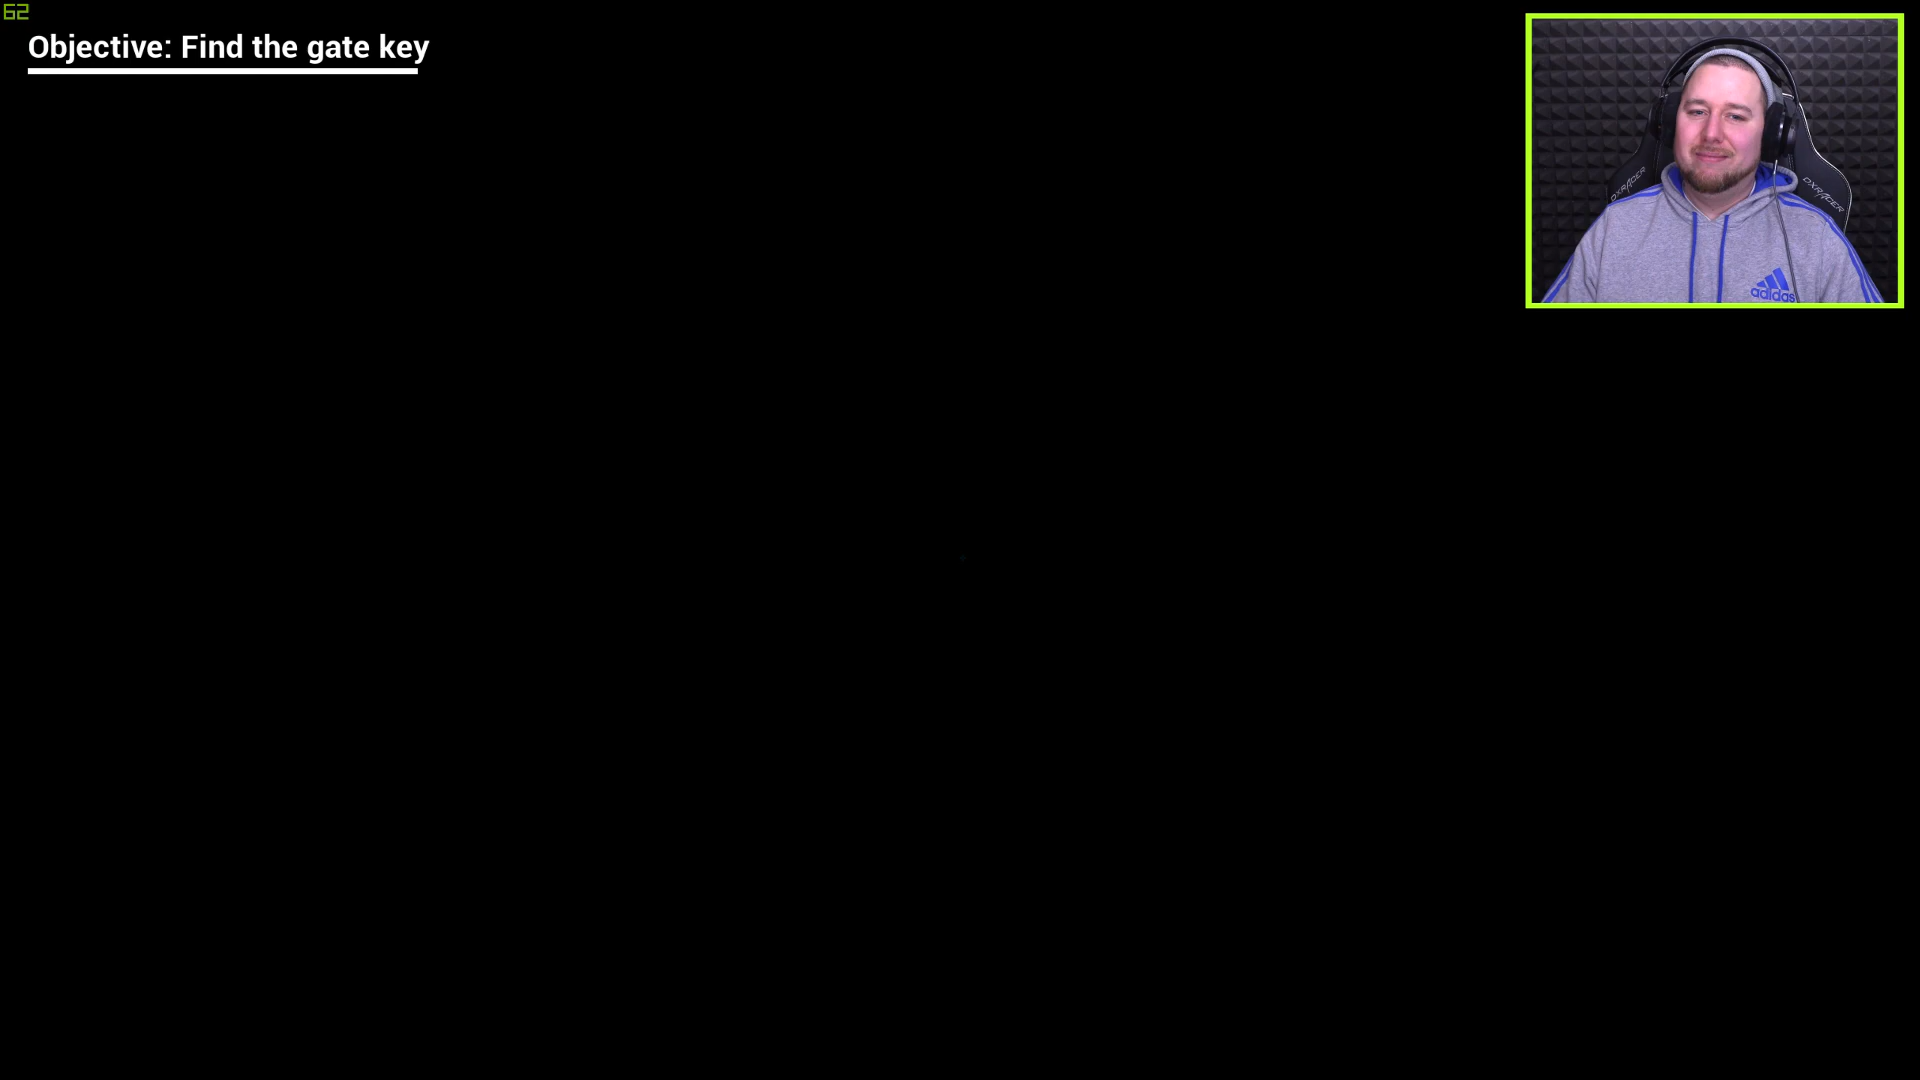 62
Objective: Find the gate key
DXRACER
DXRACER
adidas